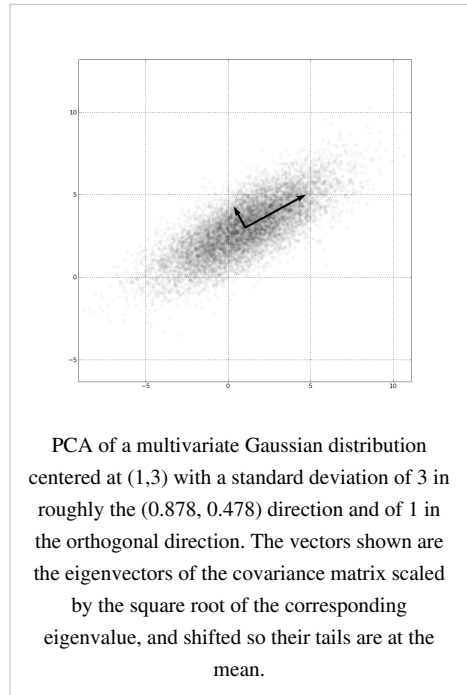 10
5
0
−5
−5
0
5
10
PCA of a multivariate Gaussian distribution
centered at (1,3) with a standard deviation of 3 in
roughly the (0.878, 0.478) direction and of 1 in
the orthogonal direction. The vectors shown are
the eigenvectors of the covariance matrix scaled
by the square root of the corresponding
eigenvalue, and shifted so their tails are at the
mean.